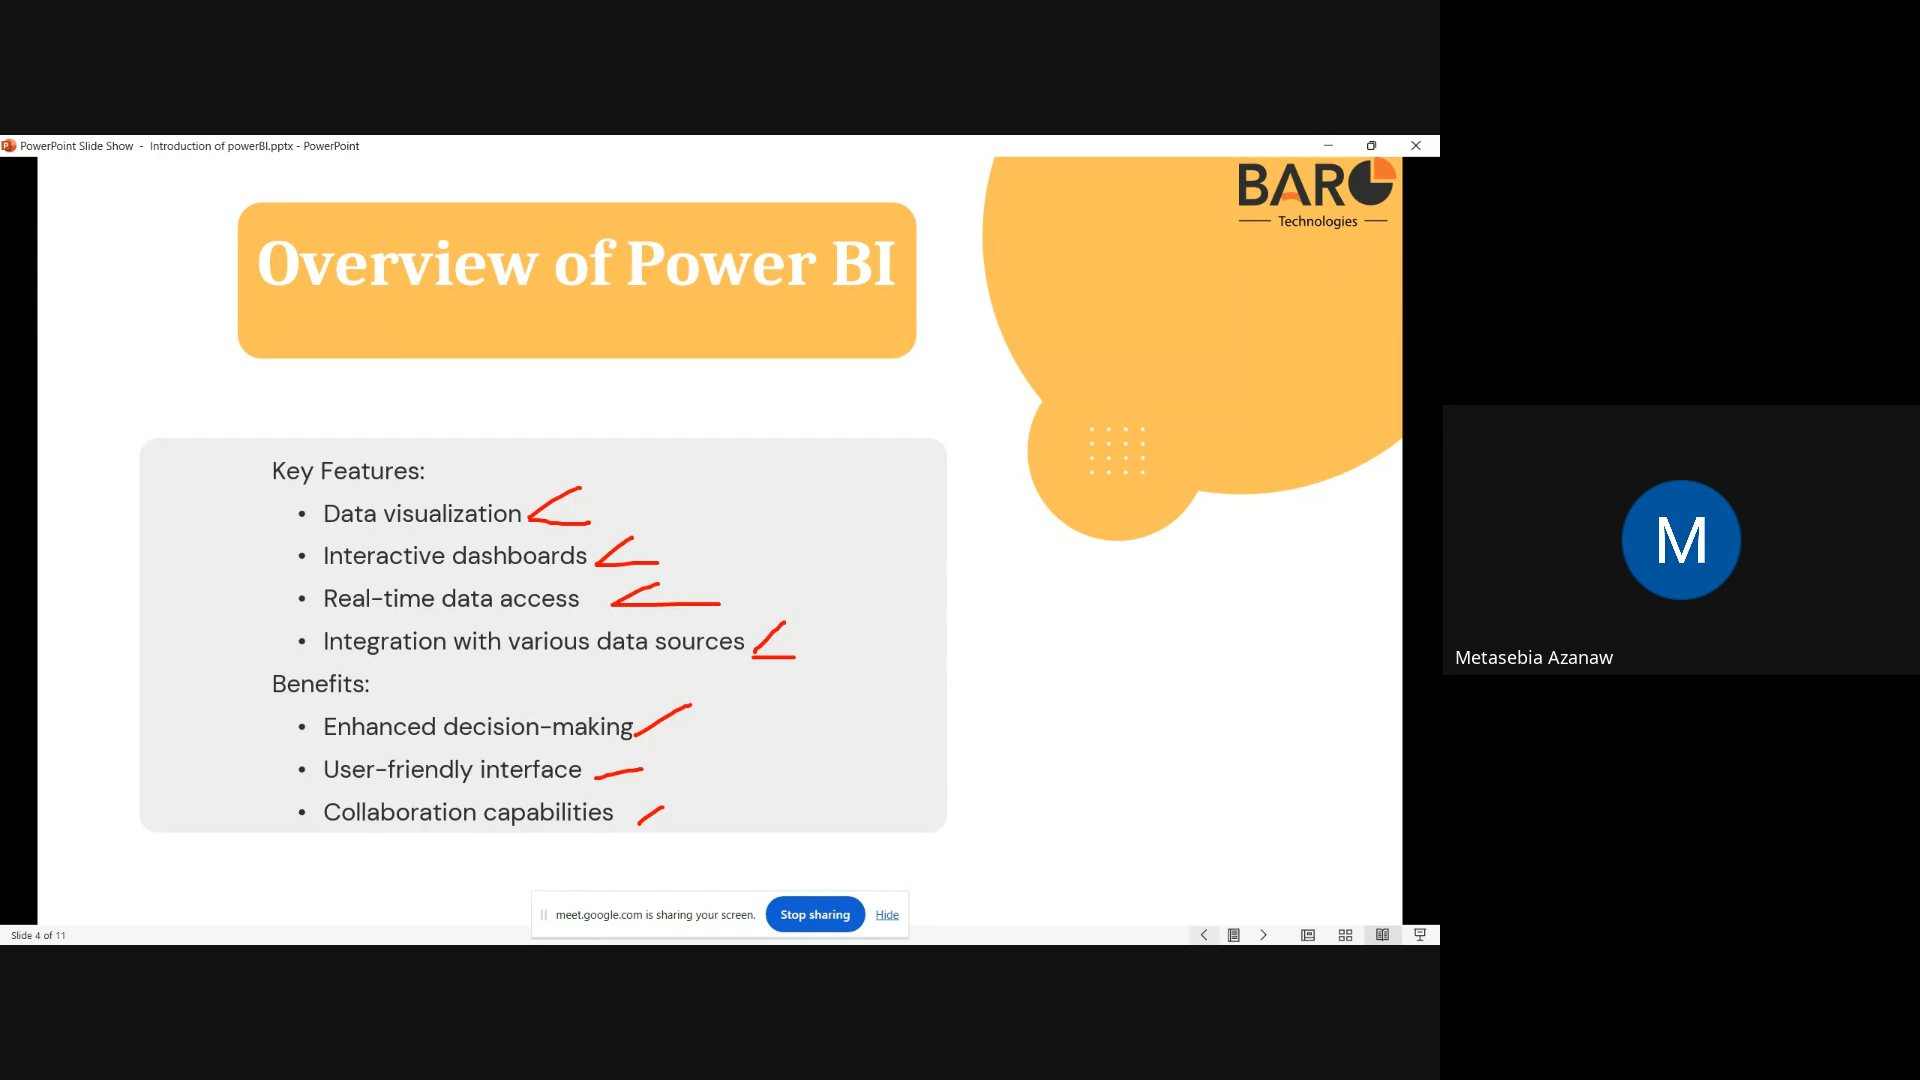 PowerPoint Slide Show - Introduction of powerBI.pptx - PowerPoint
BARO
Technologies
Overview of Power BI
Key Features:
• Data visualization
• Interactive dashboards
• Real-time data access
• Integration with various data sources
Benefits:
• Enhanced decision-making
• User-friendly interface
• Collaboration capabilities
M
Metasebia Azanaw
meet.google.com is sharing your screen. Stop sharing Hide
Slide 4 of 11